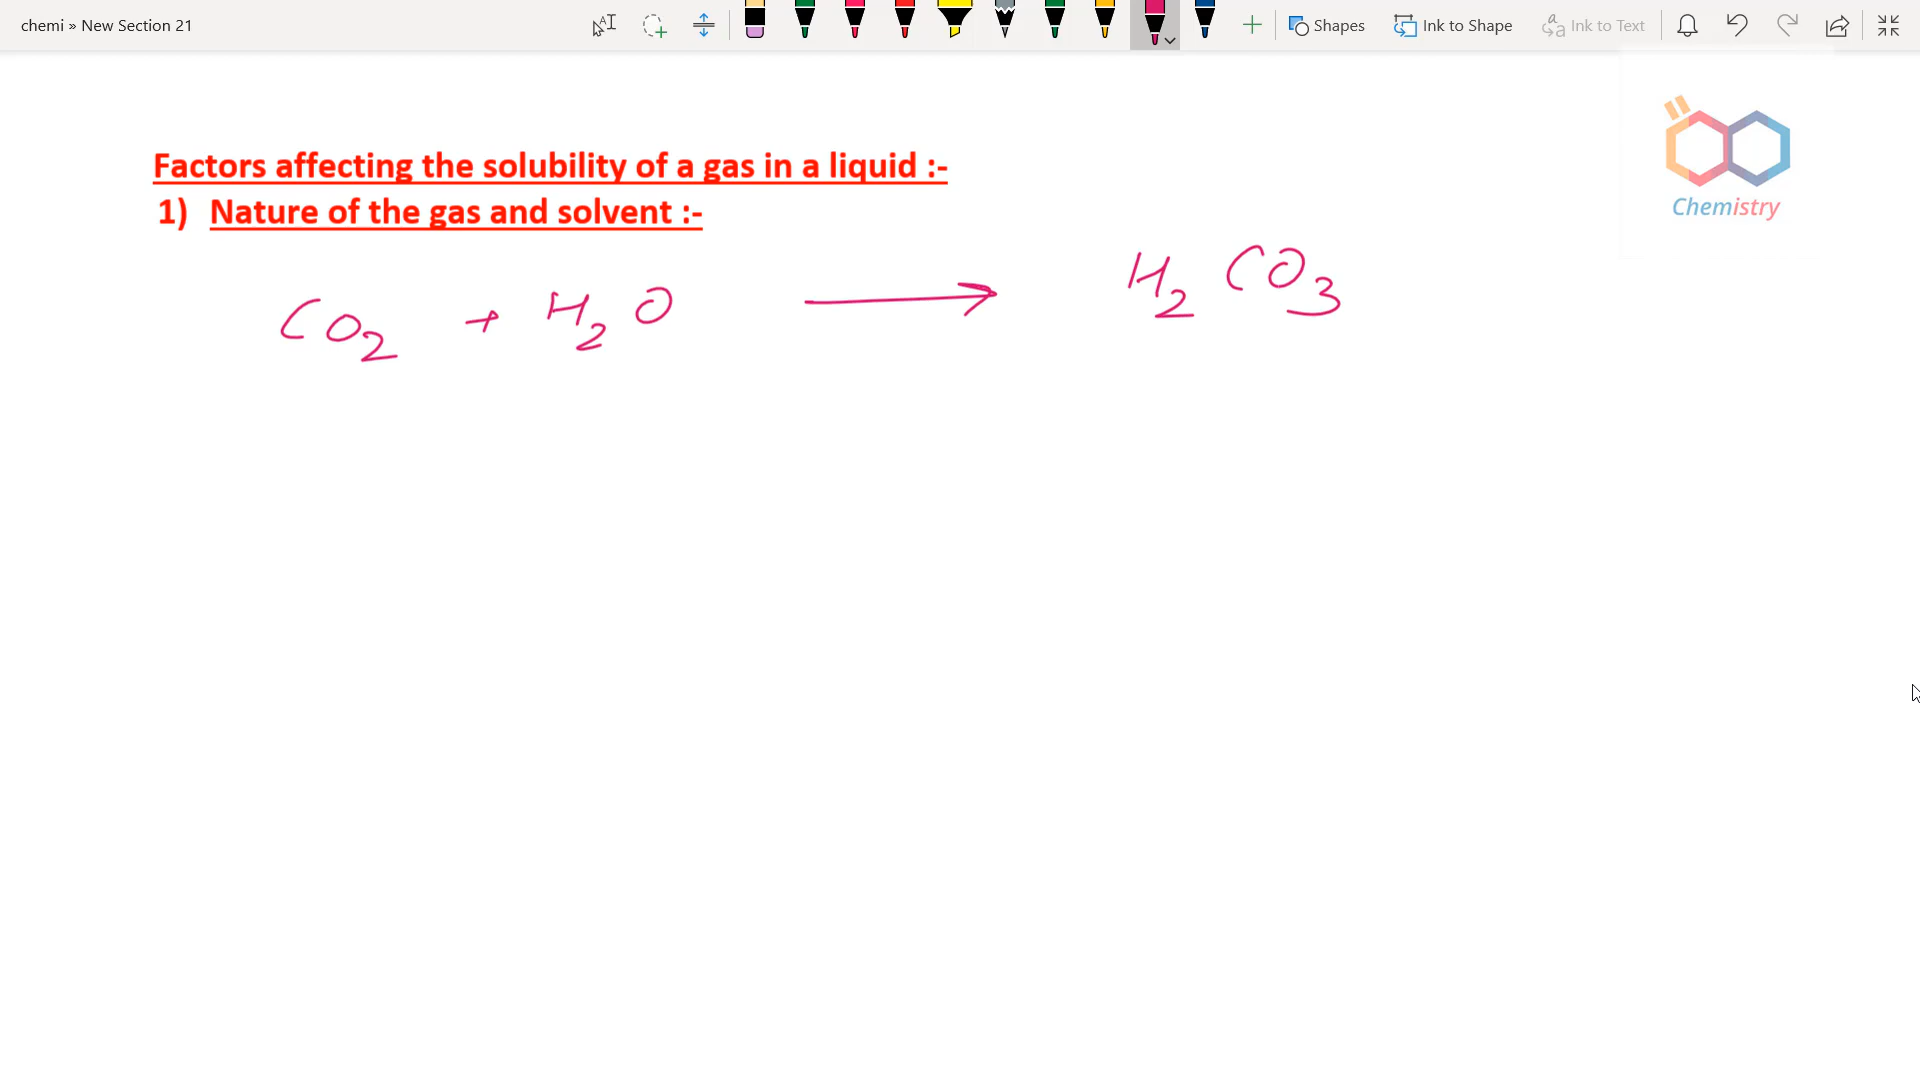 chemi » New Section 21
Shapes
Ink to Shape
Ink to Text
Chemistry
Factors affecting the solubility of a gas in a liquid :-
1) Nature of the gas and solvent :-
CO2 + H2O ⟶ H2CO3